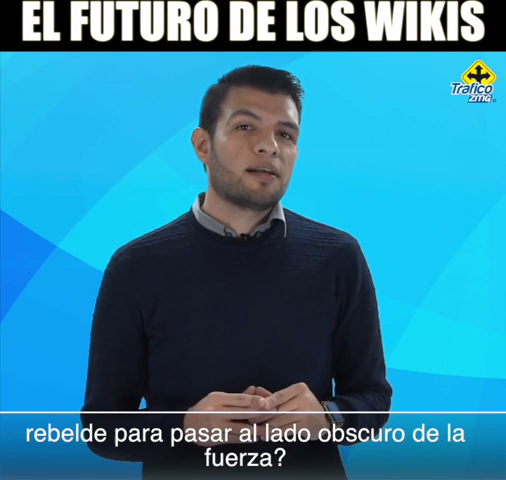 EL FUTURO DE LOS WIKIS
Trafico
ZMG
rebelde para pasar al lado obscuro de la
fuerza?